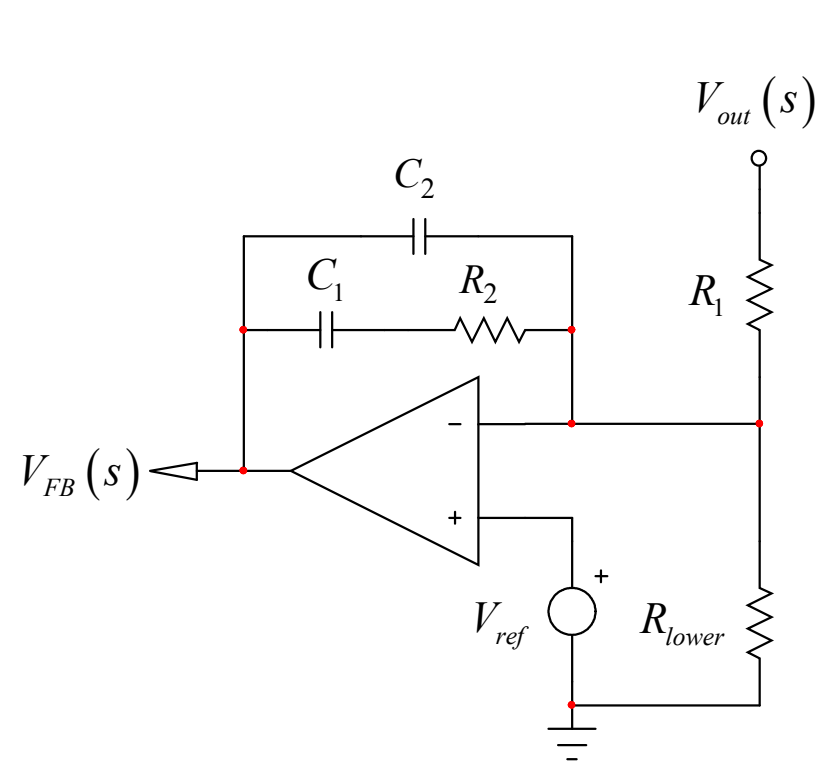 V_out (s)
C_2
C_1
R_2
R_1
-
V_FB (s)
+
+
V_ref
R_lower